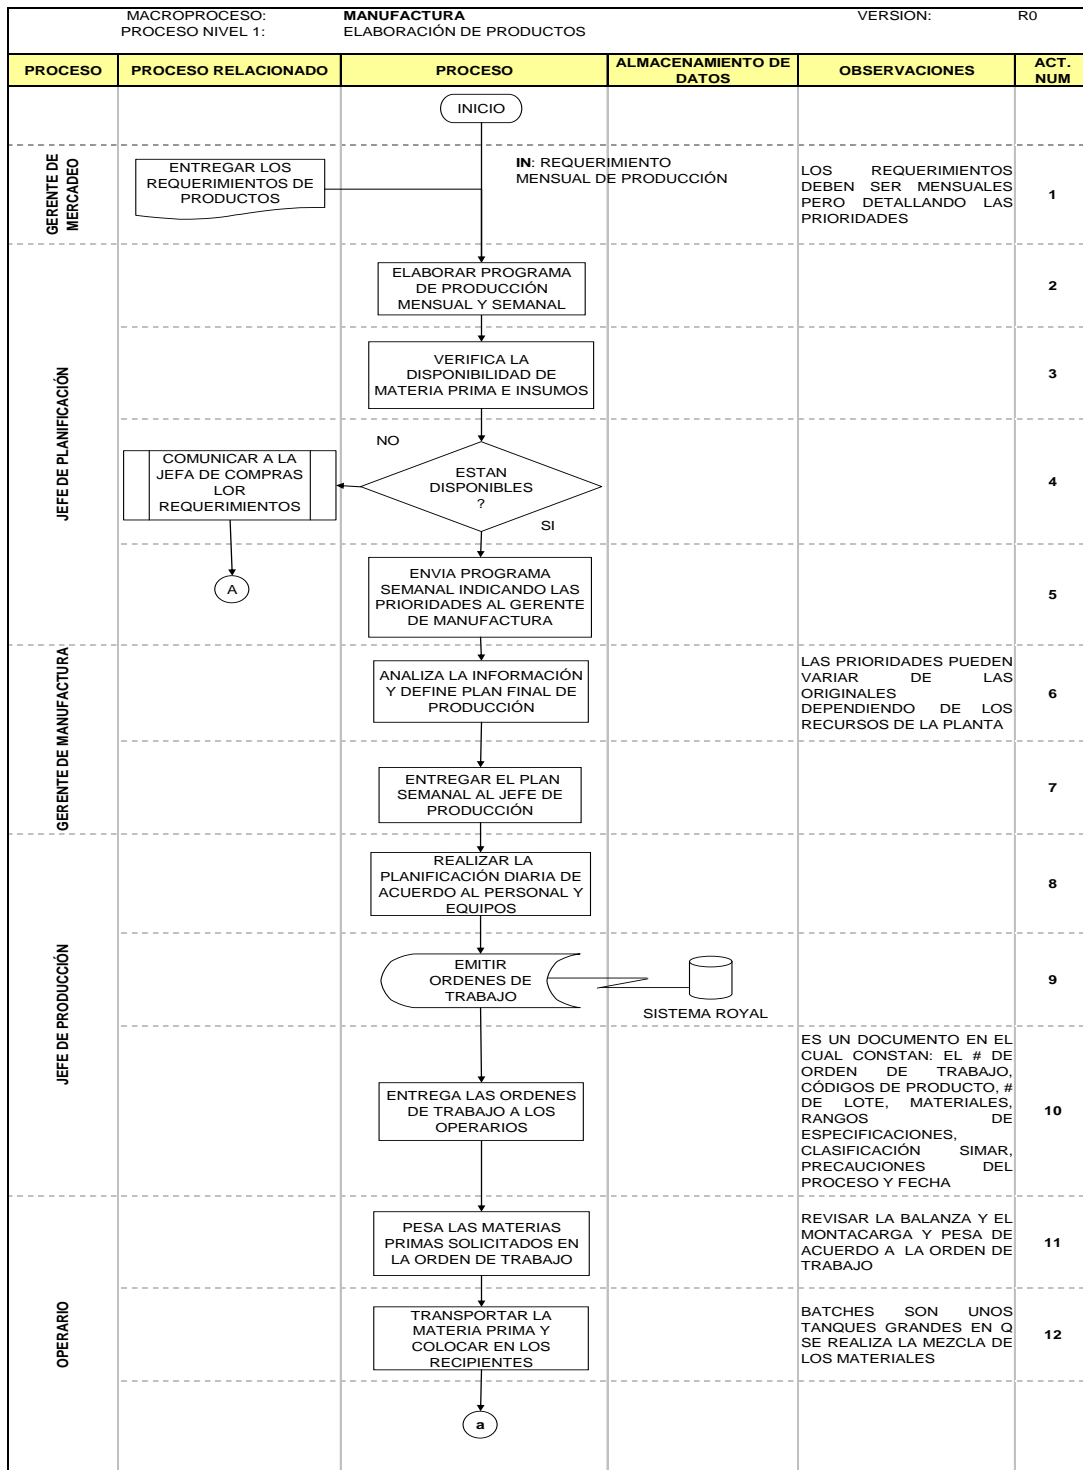 MACROPROCESO: MANUFACTURA VERSION: R0
PROCESO NIVEL 1: ELABORACIÓN DE PRODUCTOS
PROCESO PROCESO RELACIONADO PROCESO ALMACENAMIENTO DE DATOS OBSERVACIONES ACT. NUM
INICIO
GERENTE DE
MERCADEO
ENTREGAR LOS
REQUERIMIENTOS DE
PRODUCTOS
IN: REQUERIMIENTO
MENSUAL DE PRODUCCIÓN
LOS REQUERIMIENTOS
DEBEN SER MENSUALES
PERO DETALLANDO LAS
PRIORIDADES
1
JEFE DE PLANIFICACIÓN
ELABORAR PROGRAMA
DE PRODUCCIÓN
MENSUAL Y SEMANAL
2
VERIFICA LA
DISPONIBILIDAD DE
MATERIA PRIMA E INSUMOS
3
NO
COMUNICAR A LA
JEFA DE COMPRAS
LOR
REQUERIMIENTOS
ESTAN
DISPONIBLES
?
SI
4
A
ENVIA PROGRAMA
SEMANAL INDICANDO LAS
PRIORIDADES AL GERENTE
DE MANUFACTURA
5
GERENTE DE MANUFACTURA
ANALIZA LA INFORMACIÓN
Y DEFINE PLAN FINAL DE
PRODUCCIÓN
LAS PRIORIDADES PUEDEN
VARIAR DE LAS
ORIGINALES
DEPENDIENDO DE LOS
RECURSOS DE LA PLANTA
6
ENTREGAR EL PLAN
SEMANAL AL JEFE DE
PRODUCCIÓN
7
JEFE DE PRODUCCIÓN
REALIZAR LA
PLANIFICACIÓN DIARIA DE
ACUERDO AL PERSONAL Y
EQUIPOS
8
EMITIR
ORDENES DE
TRABAJO
SISTEMA ROYAL
9
ENTREGA LAS ORDENES
DE TRABAJO A LOS
OPERARIOS
ES UN DOCUMENTO EN EL
CUAL CONSTAN: EL # DE
ORDEN DE TRABAJO,
CÓDIGOS DE PRODUCTO, #
DE LOTE, MATERIALES,
RANGOS DE
ESPECIFICACIONES,
CLASIFICACIÓN SIMAR,
PRECAUCIONES DEL
PROCESO Y FECHA
10
OPERARIO
PESA LAS MATERIAS
PRIMAS SOLICITADOS EN
LA ORDEN DE TRABAJO
REVISAR LA BALANZA Y EL
MONTACARGA Y PESA DE
ACUERDO A LA ORDEN DE
TRABAJO
11
TRANSPORTAR LA
MATERIA PRIMA Y
COLOCAR EN LOS
RECIPIENTES
BATCHES SON UNOS
TANQUES GRANDES EN Q
SE REALIZA LA MEZCLA DE
LOS MATERIALES
12
a